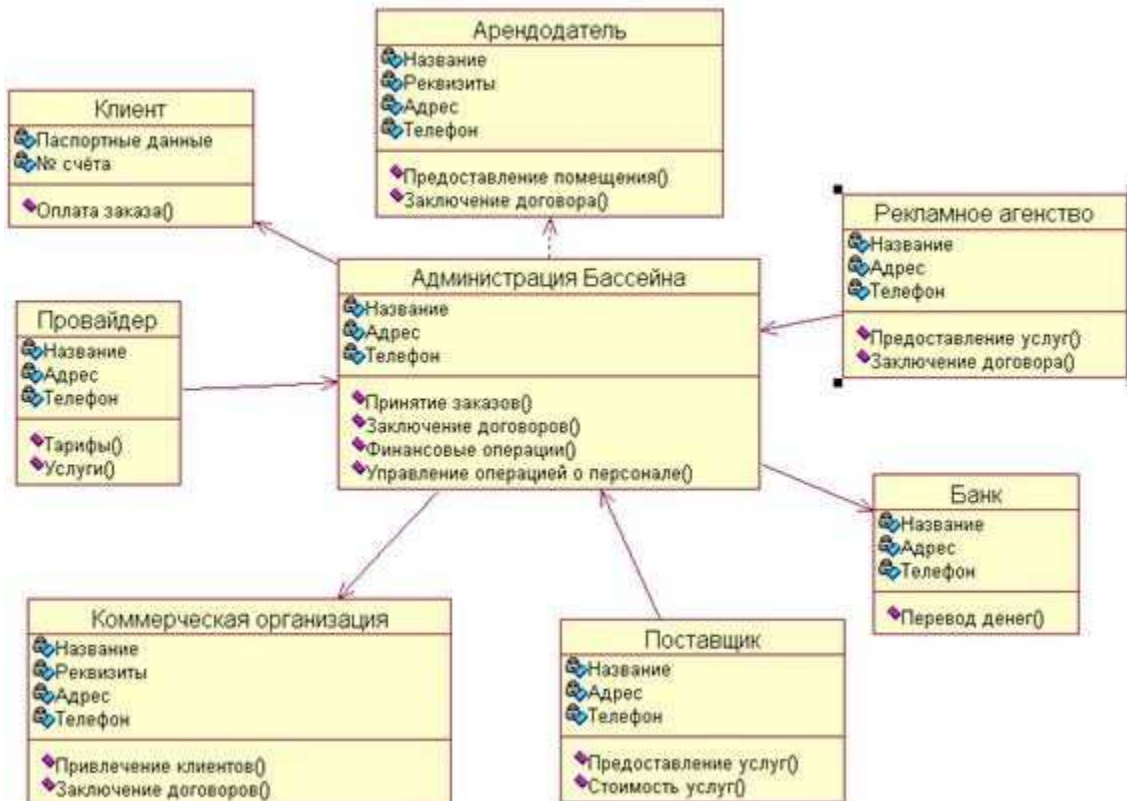 Арендодатель
Название
Реквизиты
Адрес
Телефон
Предоставление помещения()
Заключение договора()
Клиент
Паспортные данные
№ счёта
Оплата заказа()
Рекламное агенство
Название
Адрес
Телефон
Предоставление услуг()
Заключение договора()
Администрация Бассейна
Название
Адрес
Телефон
Принятие заказов()
Заключение договоров()
Финансовые операции()
Управление операцией о персонале()
Провайдер
Название
Адрес
Телефон
Тарифы()
Услуги()
Банк
Название
Адрес
Телефон
Перевод денег()
Коммерческая организация
Название
Реквизиты
Адрес
Телефон
Привлечение клиентов()
Заключение договоров()
Поставщик
Название
Адрес
Телефон
Предоставление услуг()
Стоимость услуг()